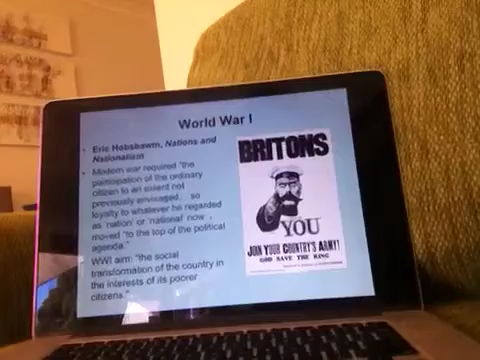 World War I
• Eric Hobsbawm, Nations and
Nationalism
• Modern war required "the
participation of the ordinary
citizen to an extent not
previously envisaged, so
loyalty to whatever he regarded
as 'nation' or 'national' now ,
moved "to the top of the political
agenda."
• WWI aim: "the social
transformation of the country in
the interests of its poorer
citizens."
BRITONS
YOU
JOIN YOUR COUNTRY'S ARMY!
GOD SAVE THE KING